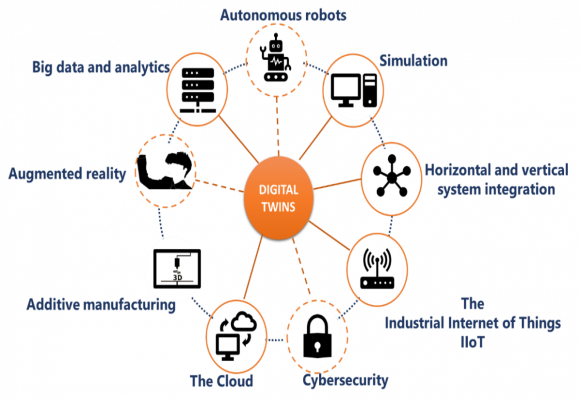 Autonomous robots
Big data and analytics
Simulation
Augmented reality
Horizontal and vertical
system integration
DIGITAL
TWINS
3D
Additive manufacturing
The
Industrial Internet of Things
IIoT
The Cloud
Cybersecurity